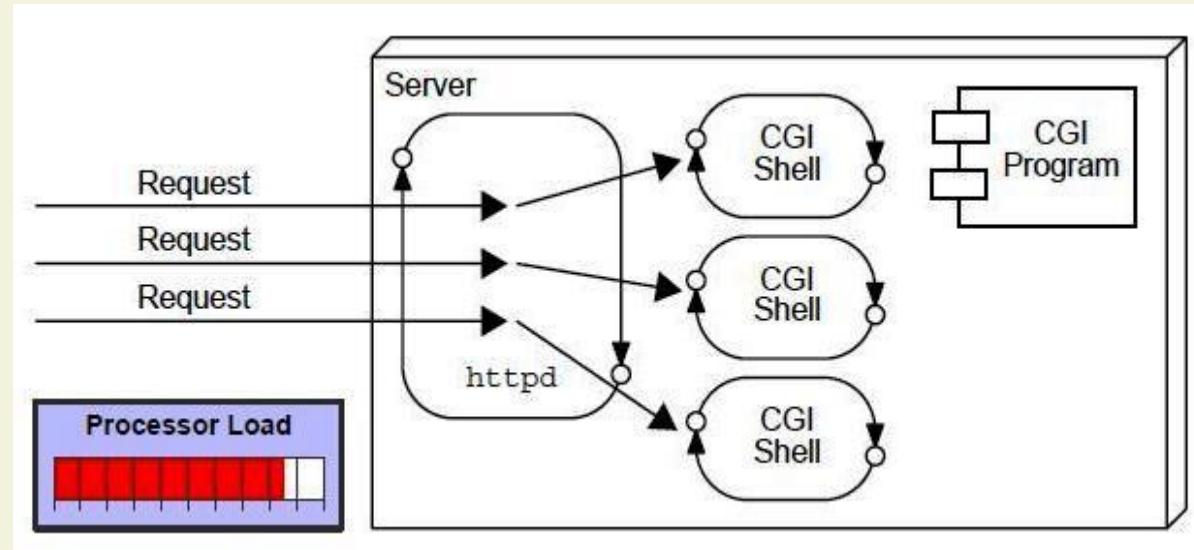 Server
CGI
Shell
CGI
Program
Request
Request
Request
CGI
Shell
httpd
CGI
Shell
Processor Load